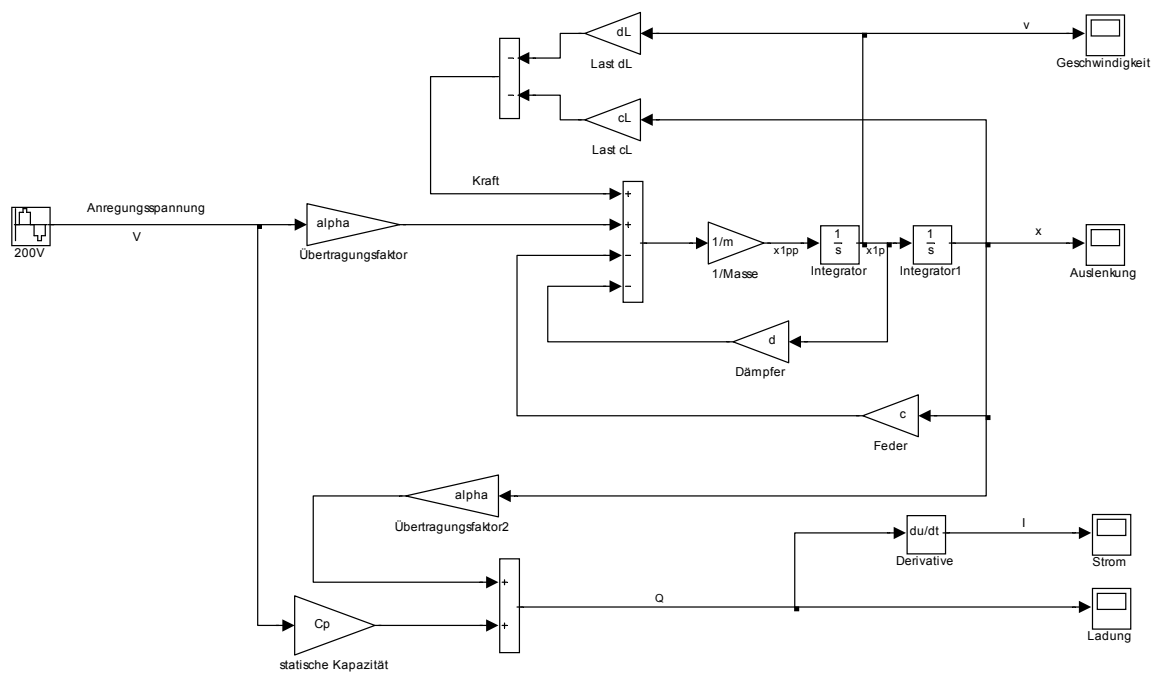 dL
v
–
Last dL
Geschwindigkeit
–
cL
Last cL
Kraft
+
Anregungsspannung
V
200V
alpha
Übertragungsfaktor
+
–
–
1/m
1/Masse
x1pp
1
s
Integrator
x1p
1
s
Integrator1
x
Auslenkung
d
Dämpfer
c
Feder
alpha
Übertragungsfaktor2
du/dt
Derivative
I
Strom
+
Q
Ladung
Cp
+
statische Kapazität